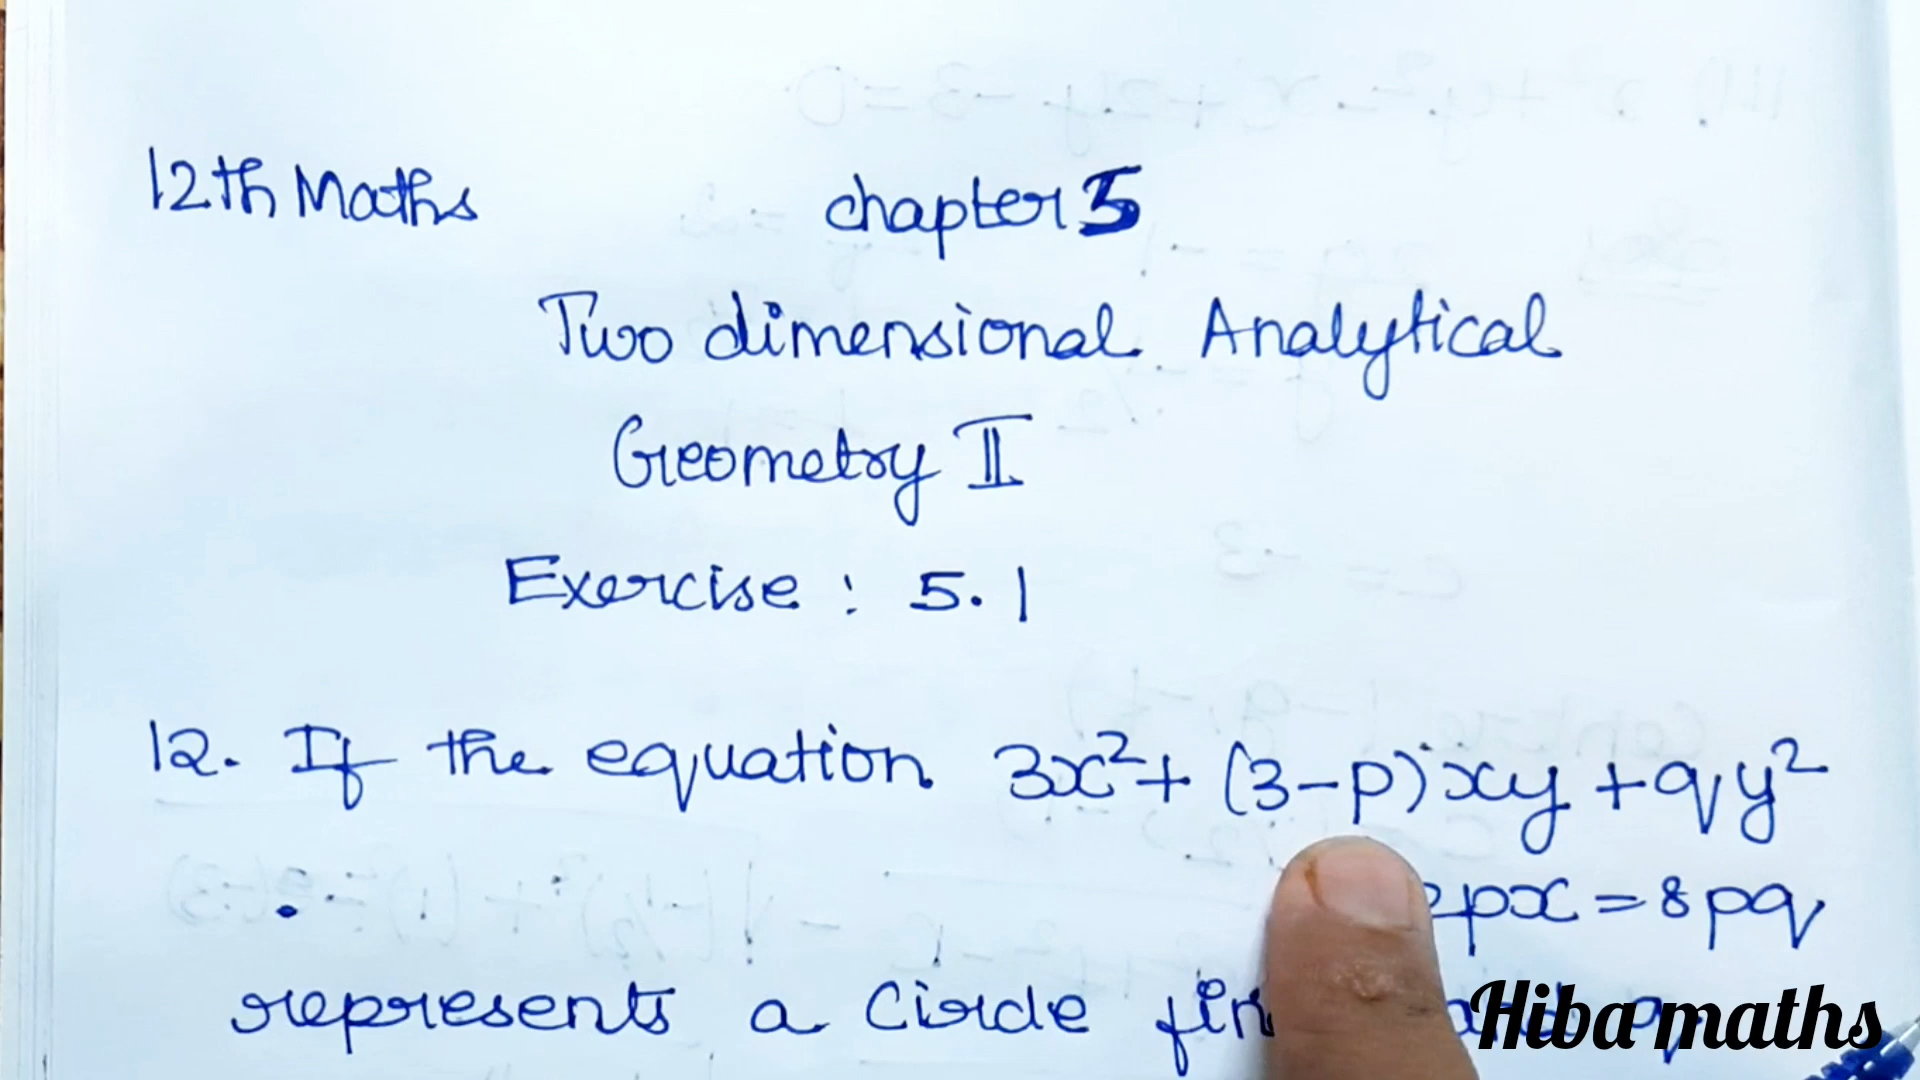 12th Maths chapter 5
Two dimensional Analytical
Geometry II
Exercise : 5.1
12. If the equation 3x²+ (3-p)xy +qy²
px = 8pq
represents a Circle
Hiba maths